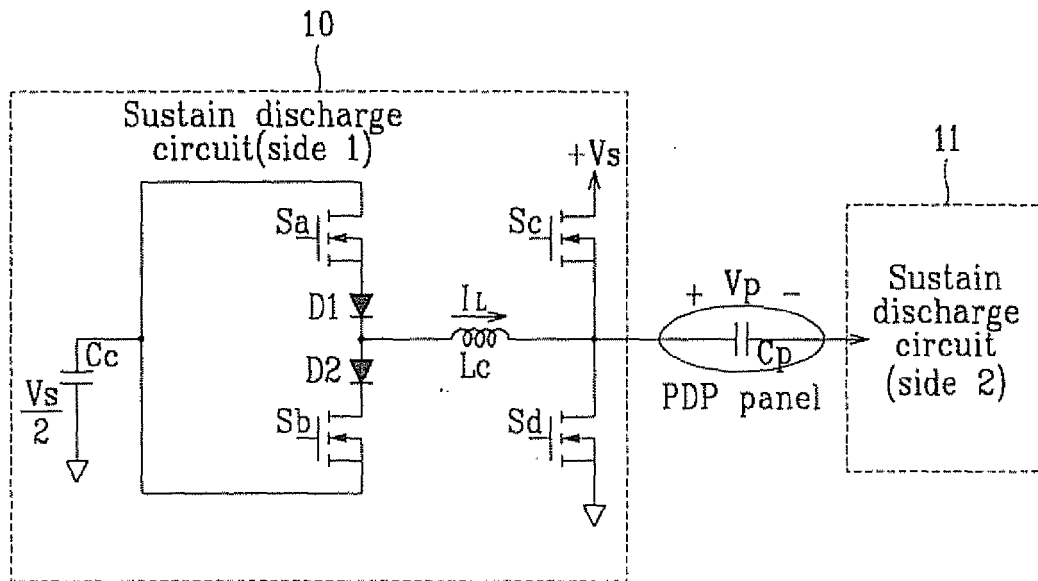 10
Sustain discharge
circuit(side 1)
+Vs
11
Sa
Sc
Vp
+ -
D1
IL
Sustain
discharge
circuit
(side 2)
Cc
Lc
Cp
D2
Vs
2
PDP panel
Sb
Sd